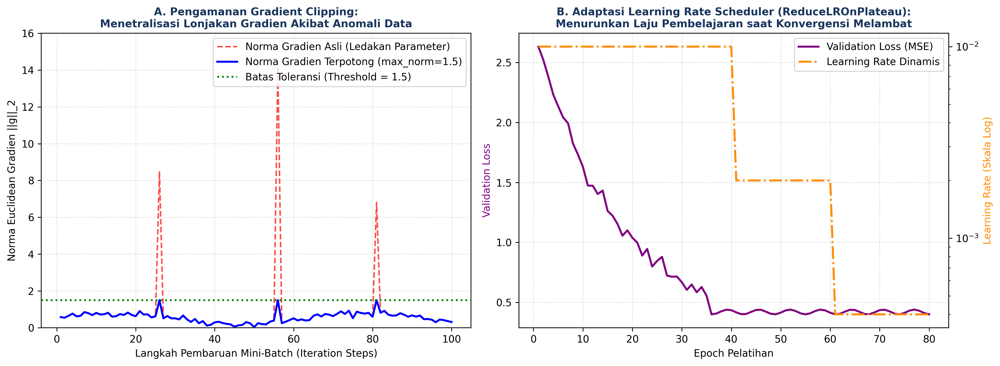 A. Pengamanan Gradient Clipping:
Menetralisasi Lonjakan Gradien Akibat Anomali Data
Norma Euclidean Gradien ||g||_2
16
14
12
10
8
6
4
2
0
Norma Gradien Asli (Ledakan Parameter)
Norma Gradien Terpotong (max_norm=1.5)
Batas Toleransi (Threshold = 1.5)
0 20 40 60 80 100
Langkah Pembaruan Mini-Batch (Iteration Steps)
B. Adaptasi Learning Rate Scheduler (ReduceLROnPlateau):
Menurunkan Laju Pembelajaran saat Konvergensi Melambat
Validation Loss
2.5
2.0
1.5
1.0
0.5
Validation Loss (MSE)
Learning Rate Dinamis
10⁻²
10⁻³
Learning Rate (Skala Log)
0 10 20 30 40 50 60 70 80
Epoch Pelatihan